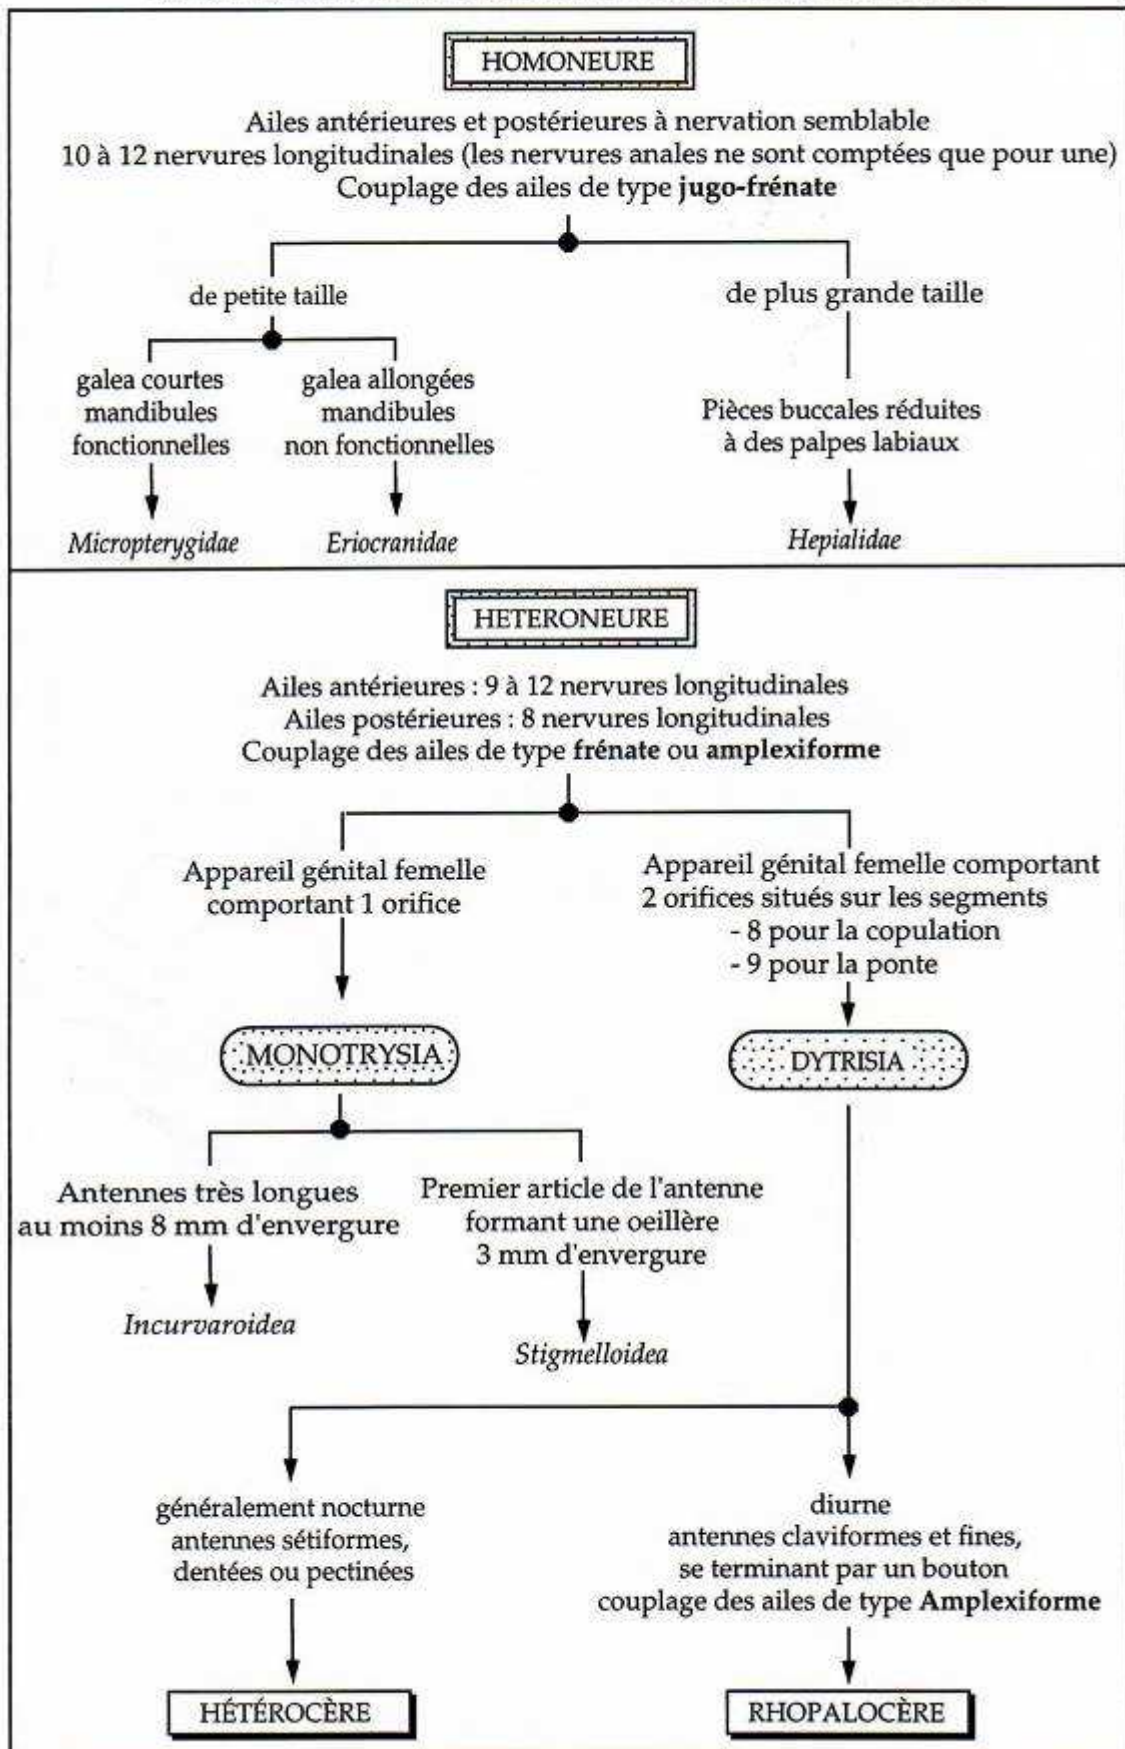 HOMONEURE
Ailes antérieures et postérieures à nervation semblable
10 à 12 nervures longitudinales (les nervures anales ne sont comptées que pour une)
Couplage des ailes de type jugo-frénate
de petite taille
de plus grande taille
galea courtes
mandibules
fonctionnelles
galea allongées
mandibules
non fonctionnelles
Pièces buccales réduites
à des palpes labiaux
Micropterygidae
Eriocranidae
Hepialidae
HETERONEURE
Ailes antérieures : 9 à 12 nervures longitudinales
Ailes postérieures : 8 nervures longitudinales
Couplage des ailes de type frénate ou amplexiforme
Appareil génital femelle
comportant 1 orifice
Appareil génital femelle comportant
2 orifices situés sur les segments
- 8 pour la copulation
- 9 pour la ponte
MONOTRYSIA
DYTRISIA
Antennes très longues
au moins 8 mm d'envergure
Premier article de l'antenne
formant une oeillère
3 mm d'envergure
Incurvaroidea
Stigmelloidea
généralement nocturne
antennes sétiformes,
dentées ou pectinées
diurne
antennes claviformes et fines,
se terminant par un bouton
couplage des ailes de type Amplexiforme
HÉTÉROCÈRE
RHOPALOCÈRE